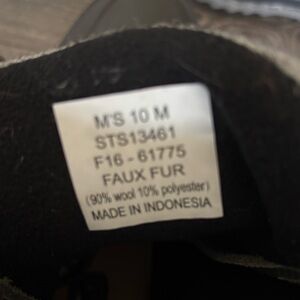 M'S 10 M
STS13461
F16 - 61775
FAUX FUR
(90% wool 10% polyester)
MADE IN INDONESIA